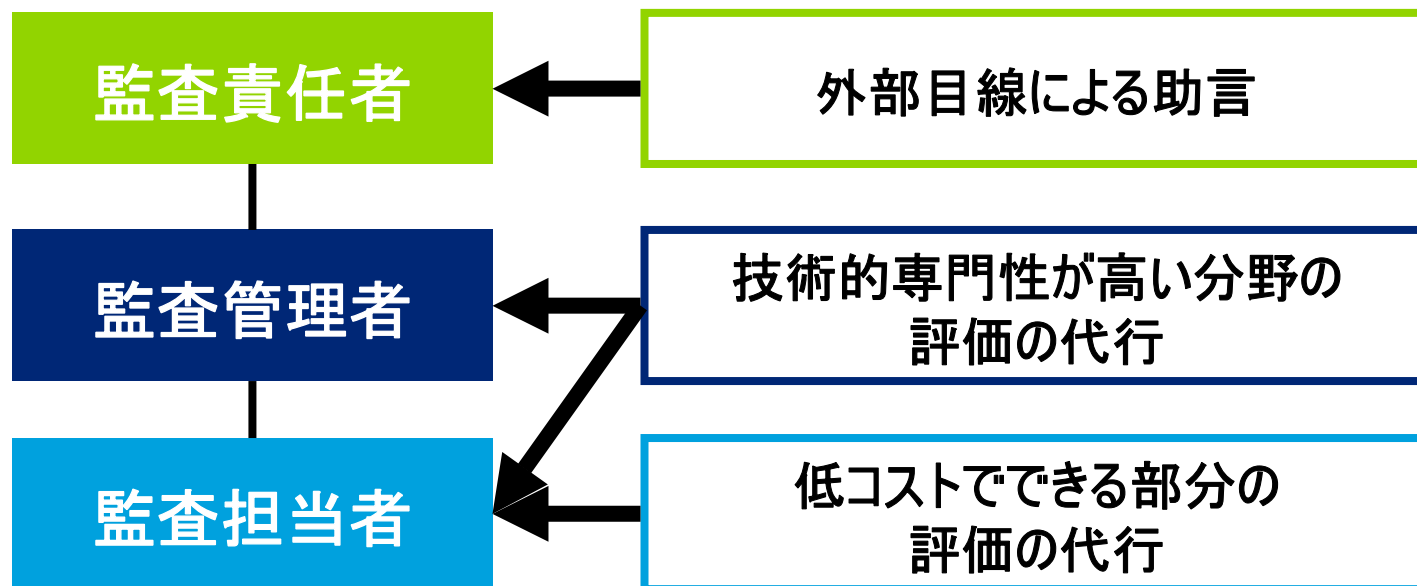 監査責任者
外部目線による助言
監査管理者
技術的専門性が高い分野の
評価の代行
監査担当者
低コストでできる部分の
評価の代行